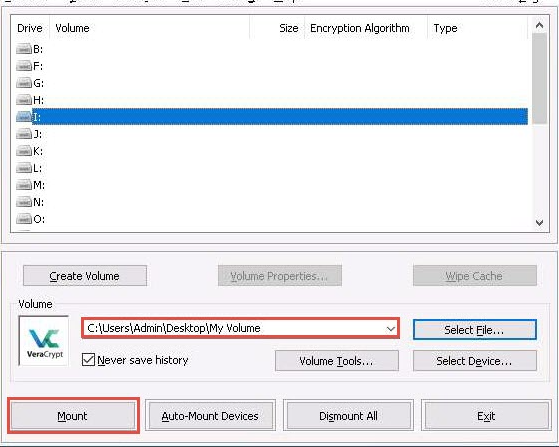 Drive Volume Size Encryption Algorithm Type
B:
F:
G:
H:
I:
J:
K:
L:
M:
N:
O:
Create Volume Volume Properties... Wipe Cache
Volume
VeraCrypt
C:\Users\Admin\Desktop\My Volume Select File...
Never save history Volume Tools... Select Device...
Mount Auto-Mount Devices Dismount All Exit